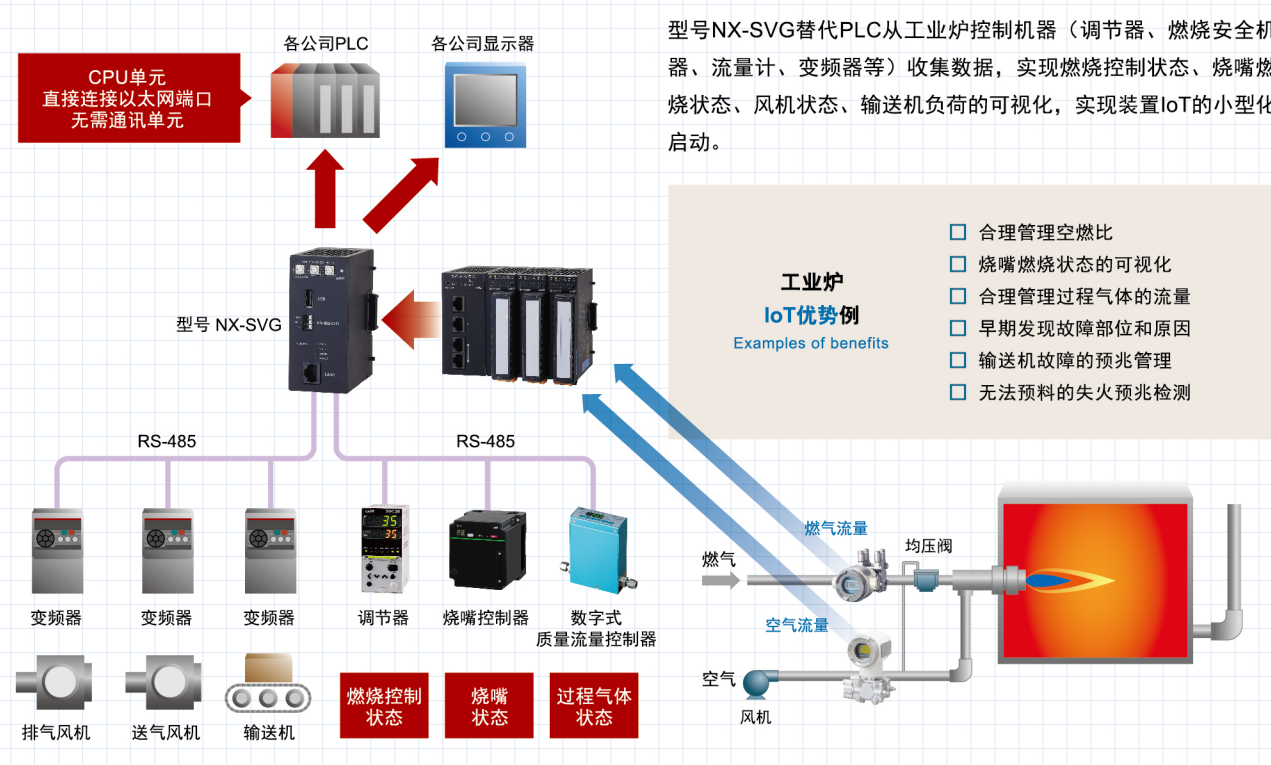 型号NX-SVG替代PLC从工业炉控制机器（调节器、燃烧安全机
器、流量计、变频器等）收集数据，实现燃烧控制状态、烧嘴燃
烧状态、风机状态、输送机负荷的可视化，实现装置IoT的小型化
启动。
各公司PLC
各公司显示器
CPU单元
直接连接以太网端口
无需通讯单元
工业炉
IoT优势例
Examples of benefits
合理管理空燃比
烧嘴燃烧状态的可视化
合理管理过程气体的流量
早期发现故障部位和原因
输送机故障的预兆管理
无法预料的失火预兆检测
型号 NX-SVG
RS-485
RS-485
变频器
变频器
变频器
调节器
烧嘴控制器
数字式
质量流量控制器
排气风机
送气风机
输送机
燃烧控制
状态
烧嘴
状态
过程气体
状态
燃气流量
均压阀
燃气
空气流量
空气
风机